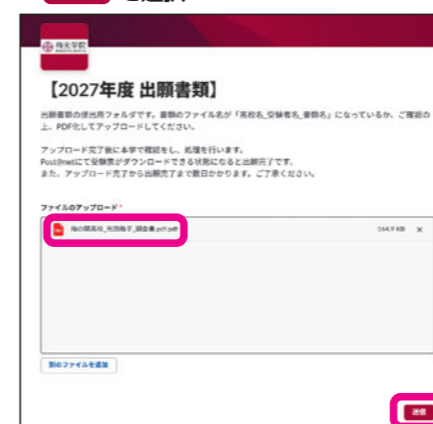 梅光学院
【2027年度 出願書類】
出願書類の提出用フォルダです。書類のファイル名が「高校名_受験者名_書類名」になっているか、ご確認の
上、PDF化してアップロードしてください。
アップロード完了後に本学で確認をし、処理を行います。
Post@netにて受験票がダウンロードできる状態になると出願完了です。
また、アップロード完了から出願完了まで数日かかります。ご了承ください。
ファイルのアップロード *
164.9 KB ×
別のファイルを追加
送信